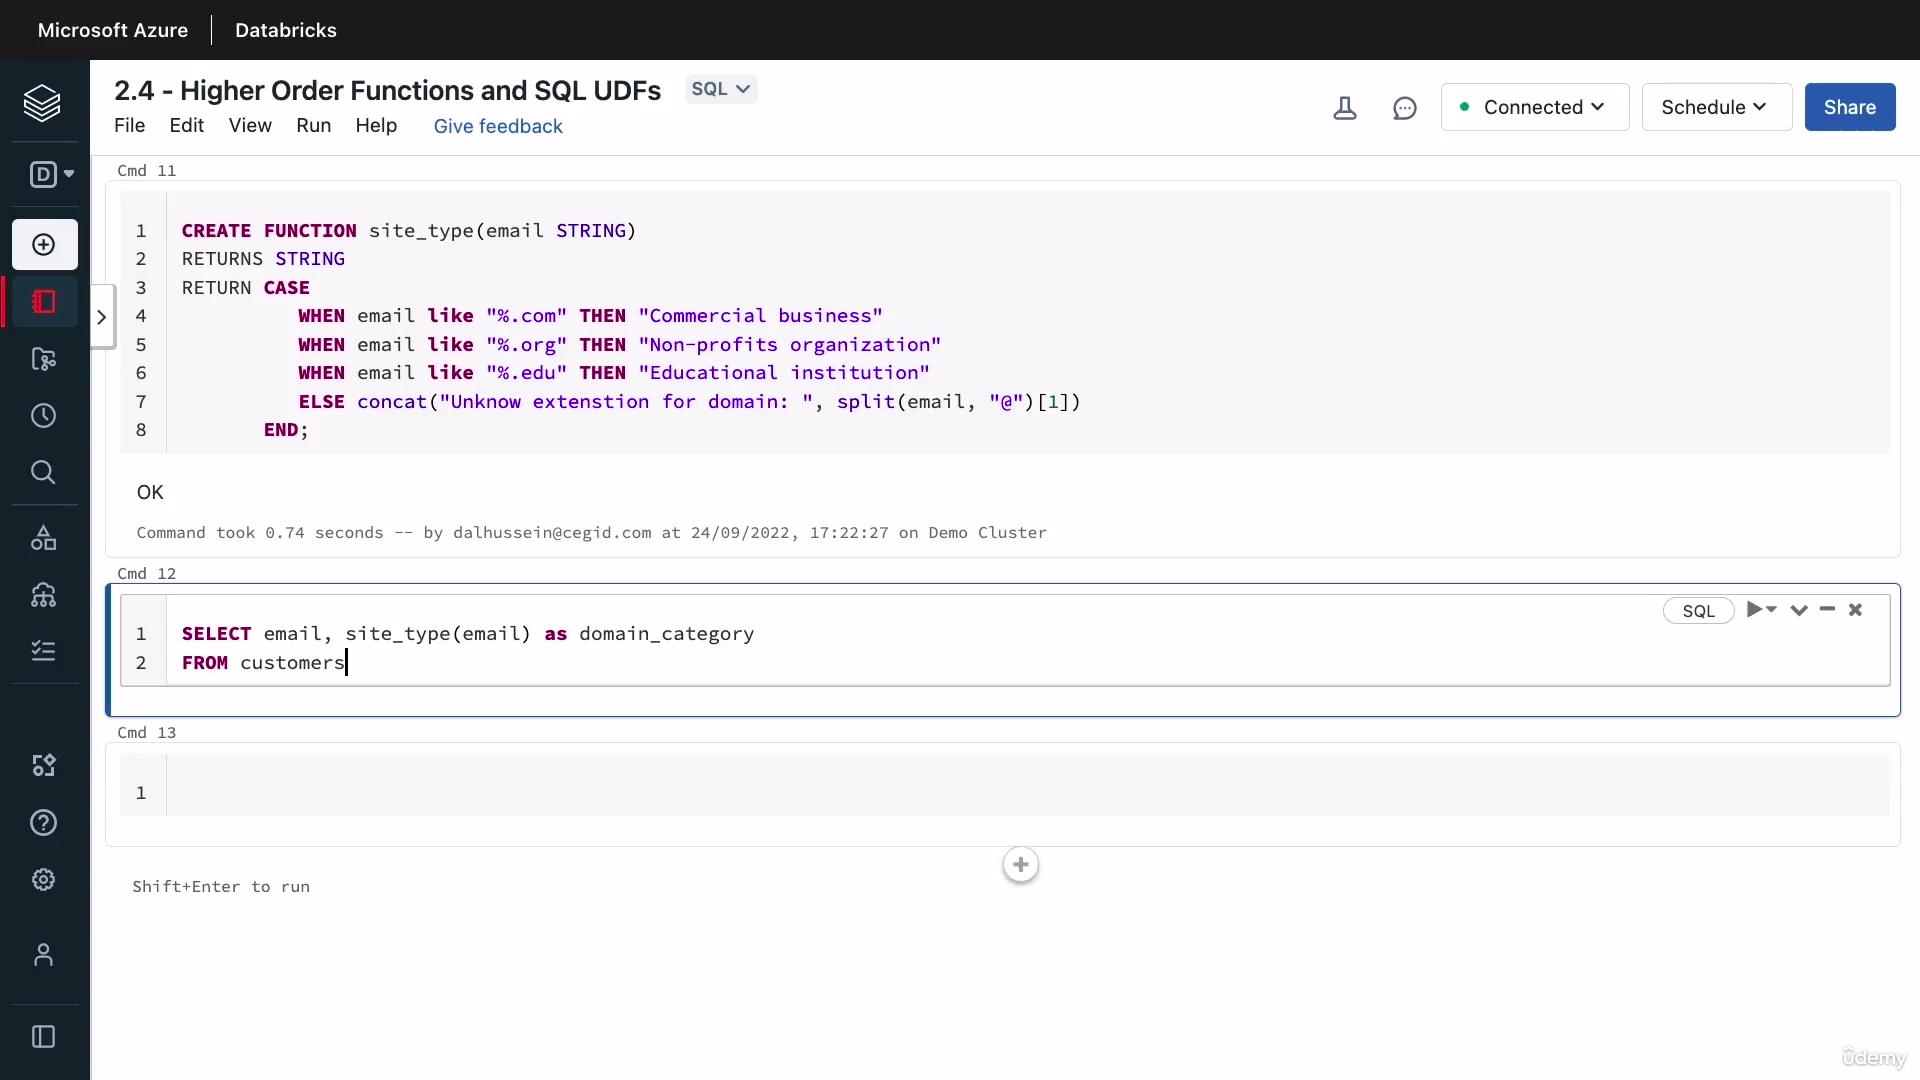 Microsoft Azure | Databricks
2.4 - Higher Order Functions and SQL UDFs SQL
File Edit View Run Help Give feedback
Connected Schedule Share
D
Cmd 11
1 CREATE FUNCTION site_type(email STRING)
2 RETURNS STRING
3 RETURN CASE
4 WHEN email like "%.com" THEN "Commercial business"
5 WHEN email like "%.org" THEN "Non-profits organization"
6 WHEN email like "%.edu" THEN "Educational institution"
7 ELSE concat("Unknow extenstion for domain: ", split(email, "@")[1])
8 END;
OK
Command took 0.74 seconds -- by dalhussein@cegid.com at 24/09/2022, 17:22:27 on Demo Cluster
Cmd 12
SQL
1 SELECT email, site_type(email) as domain_category
2 FROM customers
Cmd 13
1
Shift+Enter to run
ûdemy